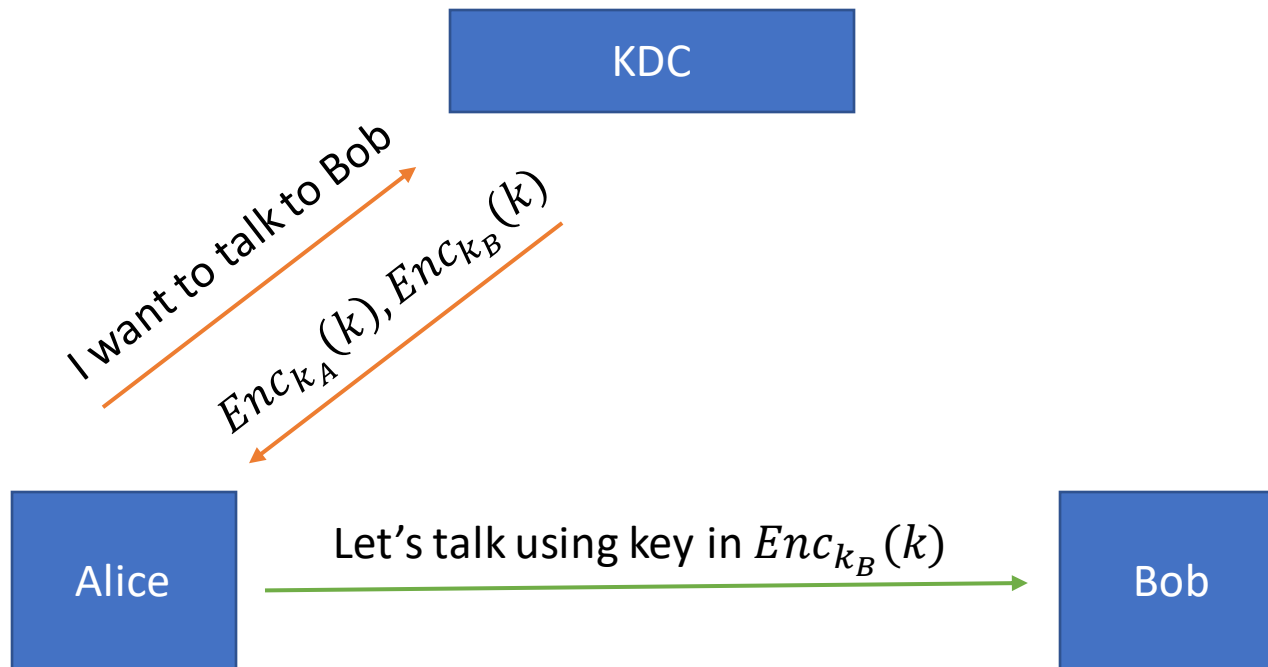 KDC
I want to talk to Bob
$Enc_{k_A}(k), Enc_{k_B}(k)$
Let's talk using key in $Enc_{k_B}(k)$
Alice
Bob